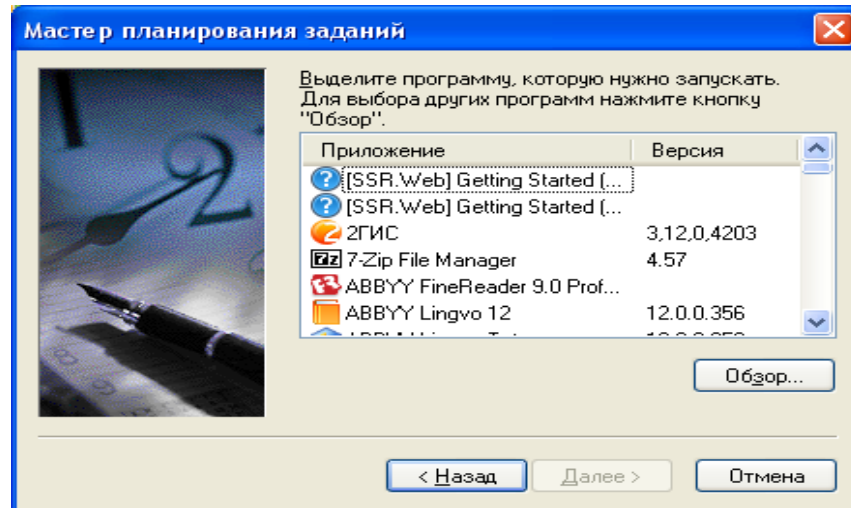 Мастер планирования заданий
Выделите программу, которую нужно запускать.
Для выбора других программ нажмите кнопку
"Обзор".
Приложение Версия
[SSR.Web] Getting Started (...
[SSR.Web] Getting Started (...
2ГИС 3,12,0,4203
7-Zip File Manager 4.57
ABBYY FineReader 9.0 Prof...
ABBYY Lingvo 12 12.0.0.356
Обзор...
< Назад Далее > Отмена